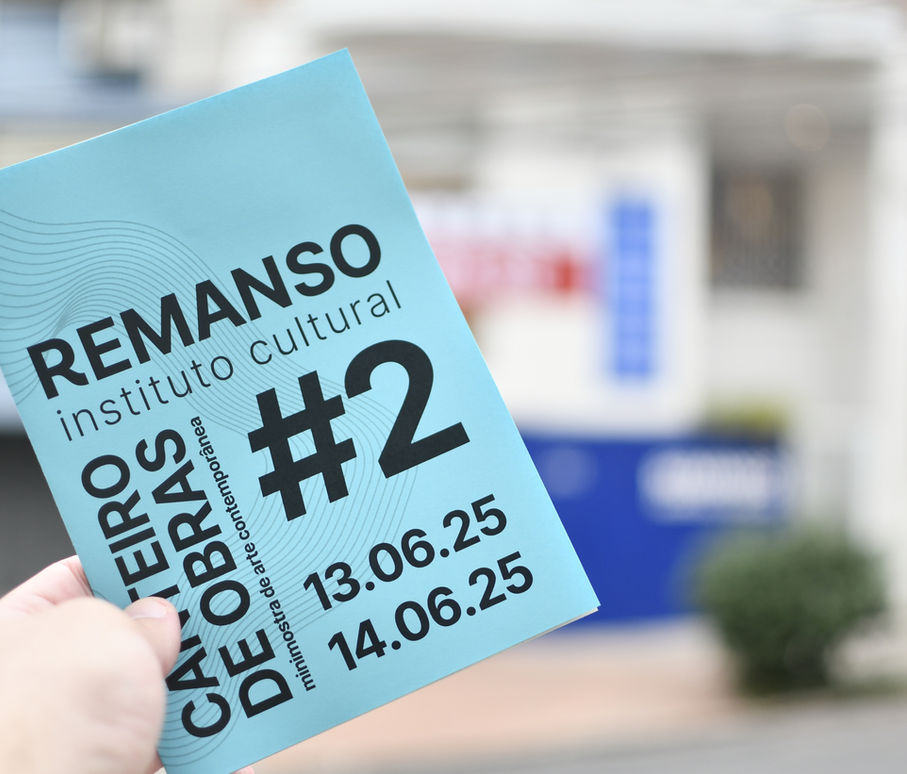 REMANSO
instituto cultural
#2
CANTEIRO
DE OBRAS
minimostra de arte contemporânea
13.06.25
14.06.25